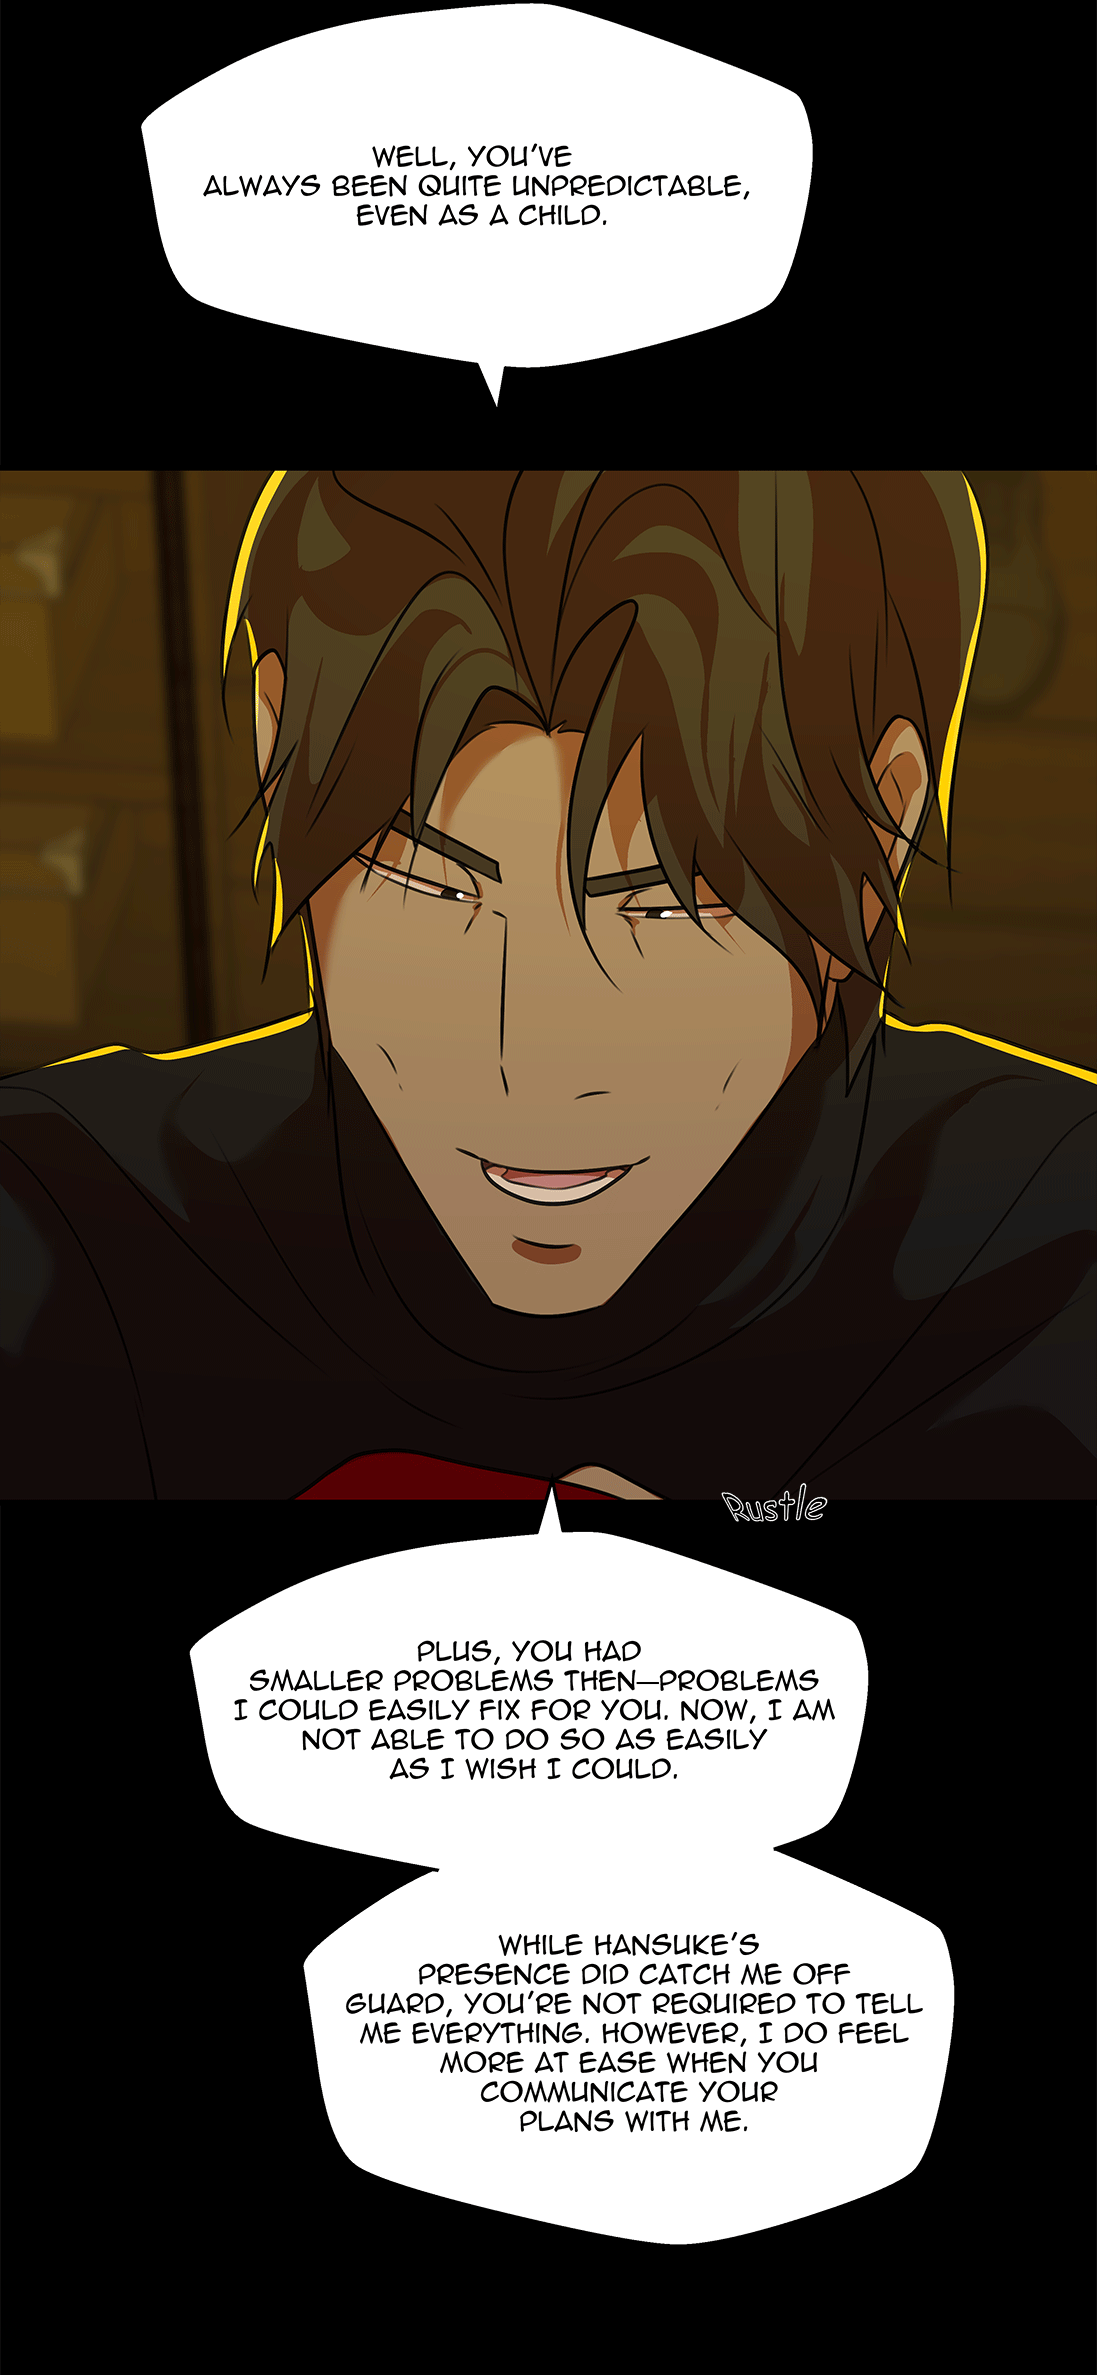 WELL, YOU'VE
ALWAYS BEEN QUITE UNPREDICTABLE,
EVEN AS A CHILD.
Rustle
PLUS, YOU HAD
SMALLER PROBLEMS THEN—PROBLEMS
I COULD EASILY FIX FOR YOU. NOW, I AM
NOT ABLE TO DO SO AS EASILY
AS I WISH I COULD.
WHILE HANSUKE'S
PRESENCE DID CATCH ME OFF
GUARD, YOU'RE NOT REQUIRED TO TELL
ME EVERYTHING. HOWEVER, I DO FEEL
MORE AT EASE WHEN YOU
COMMUNICATE YOUR
PLANS WITH ME.